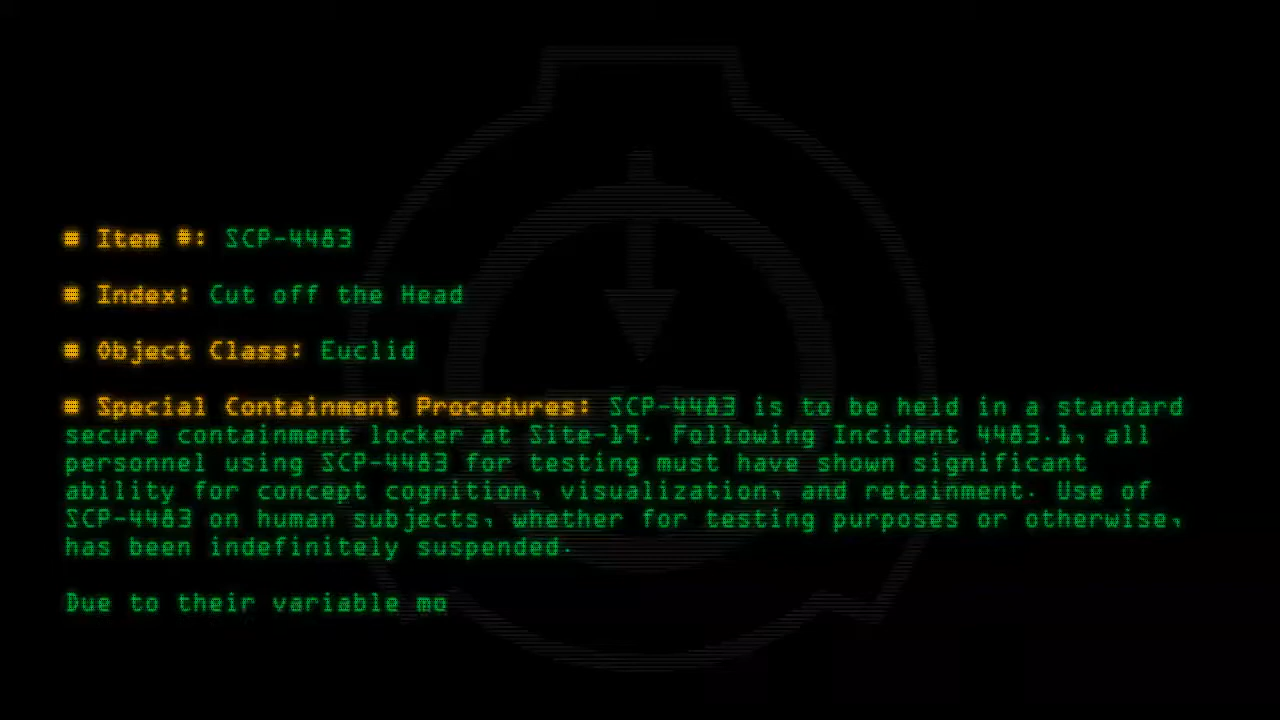 ■ Item #: SCP-4483
■ Index: Cut off the Head
■ Object Class: Euclid
■ Special Containment Procedures: SCP-4483 is to be held in a standard
secure containment locker at Site-19. Following Incident 4483.1, all
personnel using SCP-4483 for testing must have shown significant
ability for concept cognition, visualization, and retainment. Use of
SCP-4483 on human subjects, whether for testing purposes or otherwise,
has been indefinitely suspended.
Due to their variable mo